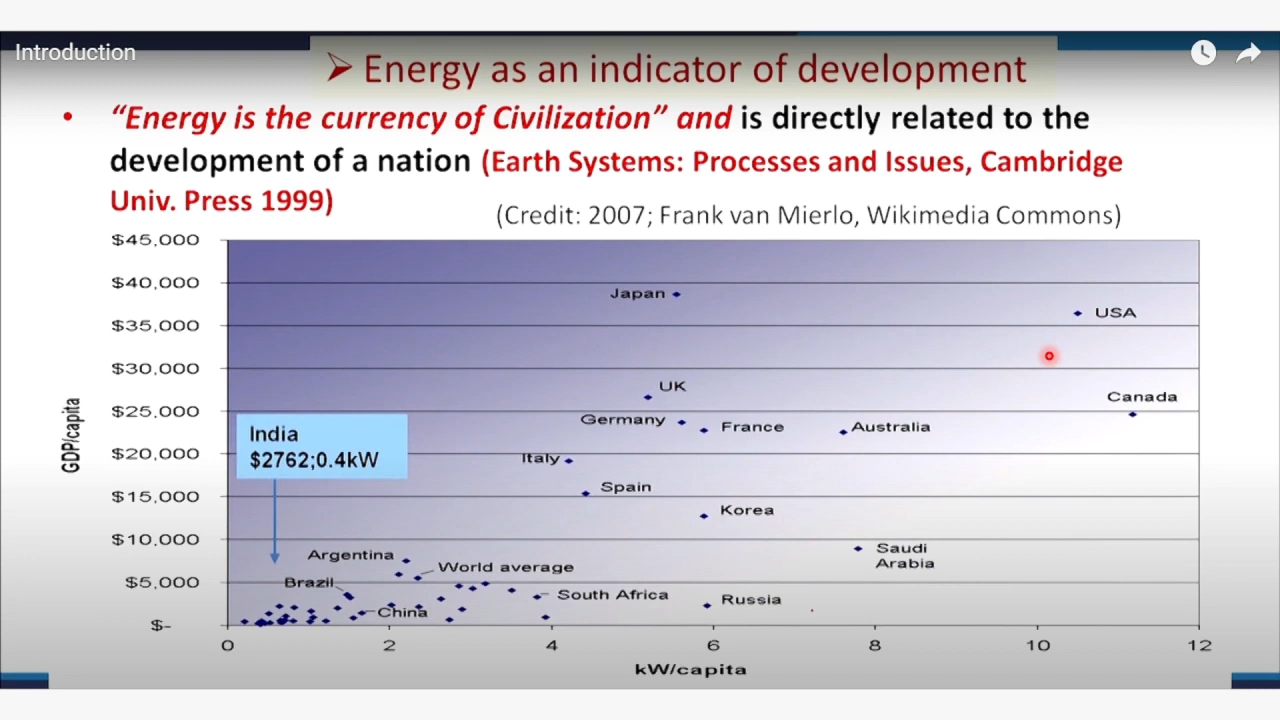 Introduction
➢ Energy as an indicator of development
• “Energy is the currency of Civilization” and is directly related to the
development of a nation (Earth Systems: Processes and Issues, Cambridge
Univ. Press 1999)
(Credit: 2007; Frank van Mierlo, Wikimedia Commons)
$45,000
$40,000
Japan
USA
$35,000
$30,000
UK
Canada
$25,000
Germany
France
Australia
GDP/capita
India
$2762;0.4kW
$20,000
Italy
Spain
$15,000
Korea
$10,000
Saudi
Arabia
Argentina
World average
$5,000
Brazil
South Africa
Russia
China
$-
0 2 4 6 8 10 12
kW/capita